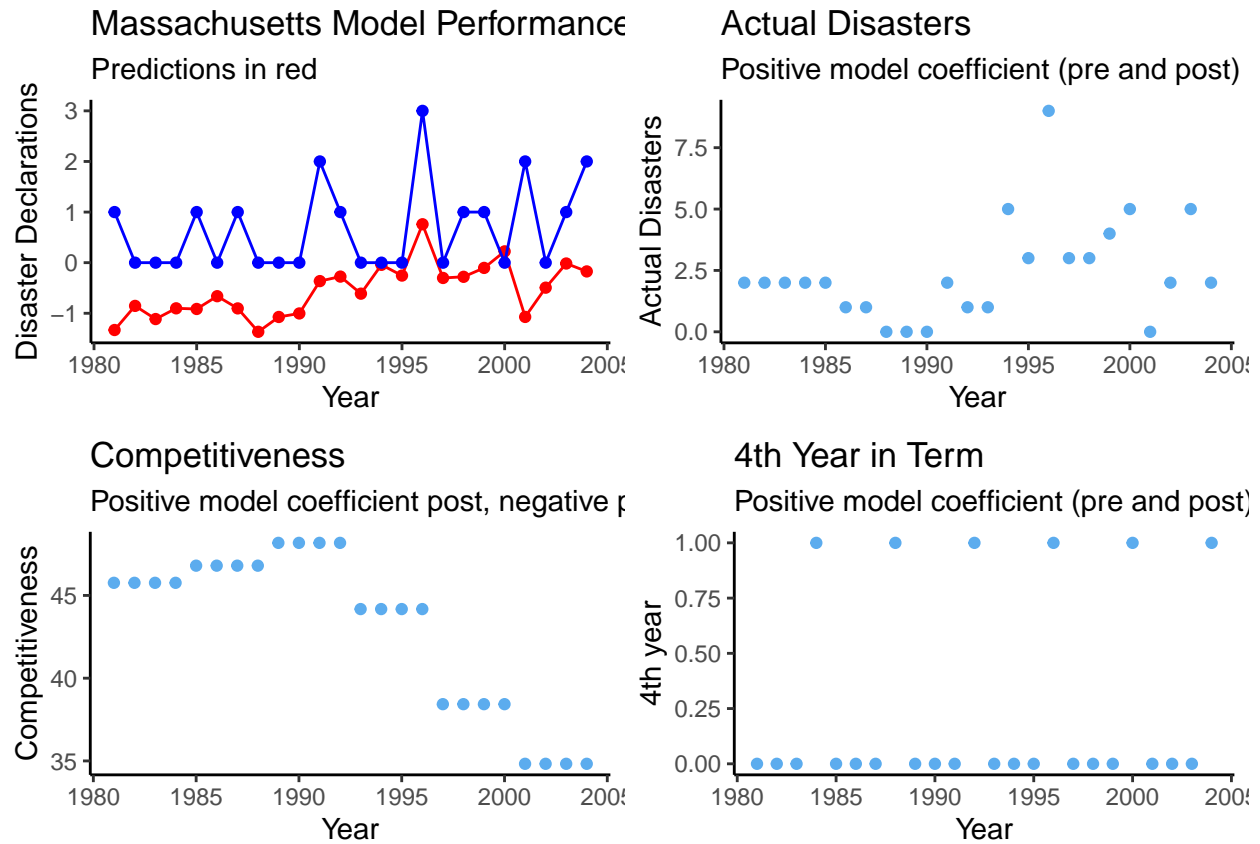 Massachusetts Model Performance
Predictions in red
Disaster Declarations
3
2
1
0
−1
1980 1985 1990 1995 2000 2005
Year
Actual Disasters
Positive model coefficient (pre and post)
Actual Disasters
7.5
5.0
2.5
0.0
1980 1985 1990 1995 2000 2005
Year
Competitiveness
Positive model coefficient post, negative p
Competitiveness
45
40
35
1980 1985 1990 1995 2000 2005
Year
4th Year in Term
Positive model coefficient (pre and post)
4th year
1.00
0.75
0.50
0.25
0.00
1980 1985 1990 1995 2000 2005
Year